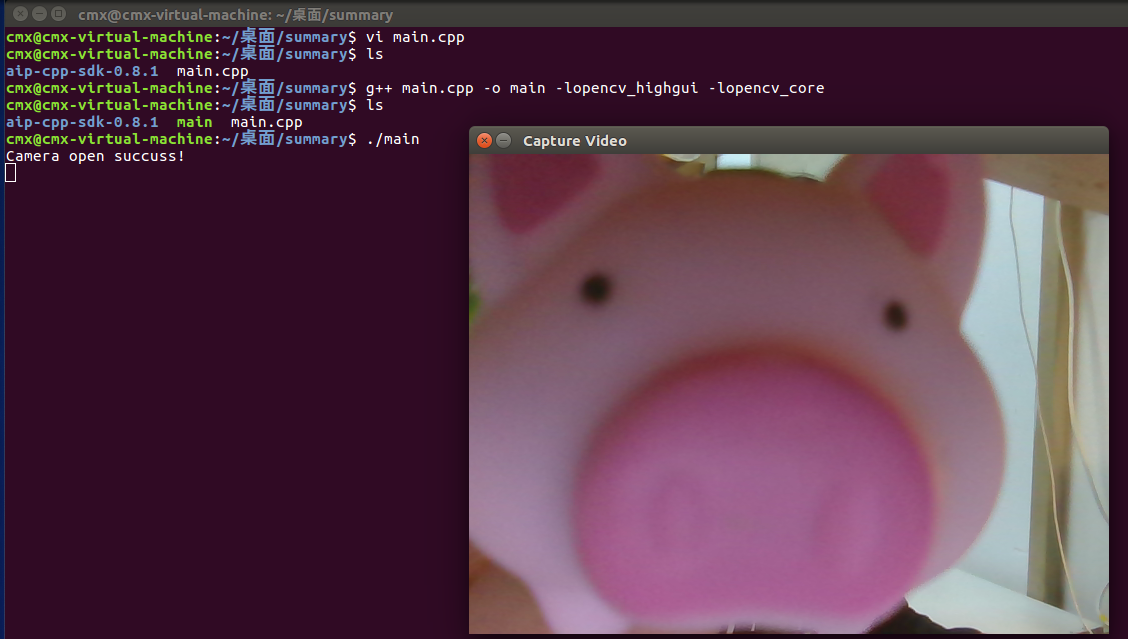 cmx@cmx-virtual-machine: ~/桌面/summary
cmx@cmx-virtual-machine:~/桌面/summary$ vi main.cpp
cmx@cmx-virtual-machine:~/桌面/summary$ ls
aip-cpp-sdk-0.8.1  main.cpp
cmx@cmx-virtual-machine:~/桌面/summary$ g++ main.cpp -o main -lopencv_highgui -lopencv_core
cmx@cmx-virtual-machine:~/桌面/summary$ ls
aip-cpp-sdk-0.8.1  main  main.cpp
cmx@cmx-virtual-machine:~/桌面/summary$ ./main
Camera open succuss!
Capture Video